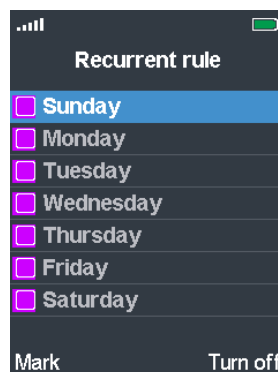 Recurrent rule
Sunday
Monday
Tuesday
Wednesday
Thursday
Friday
Saturday
Mark Turn off